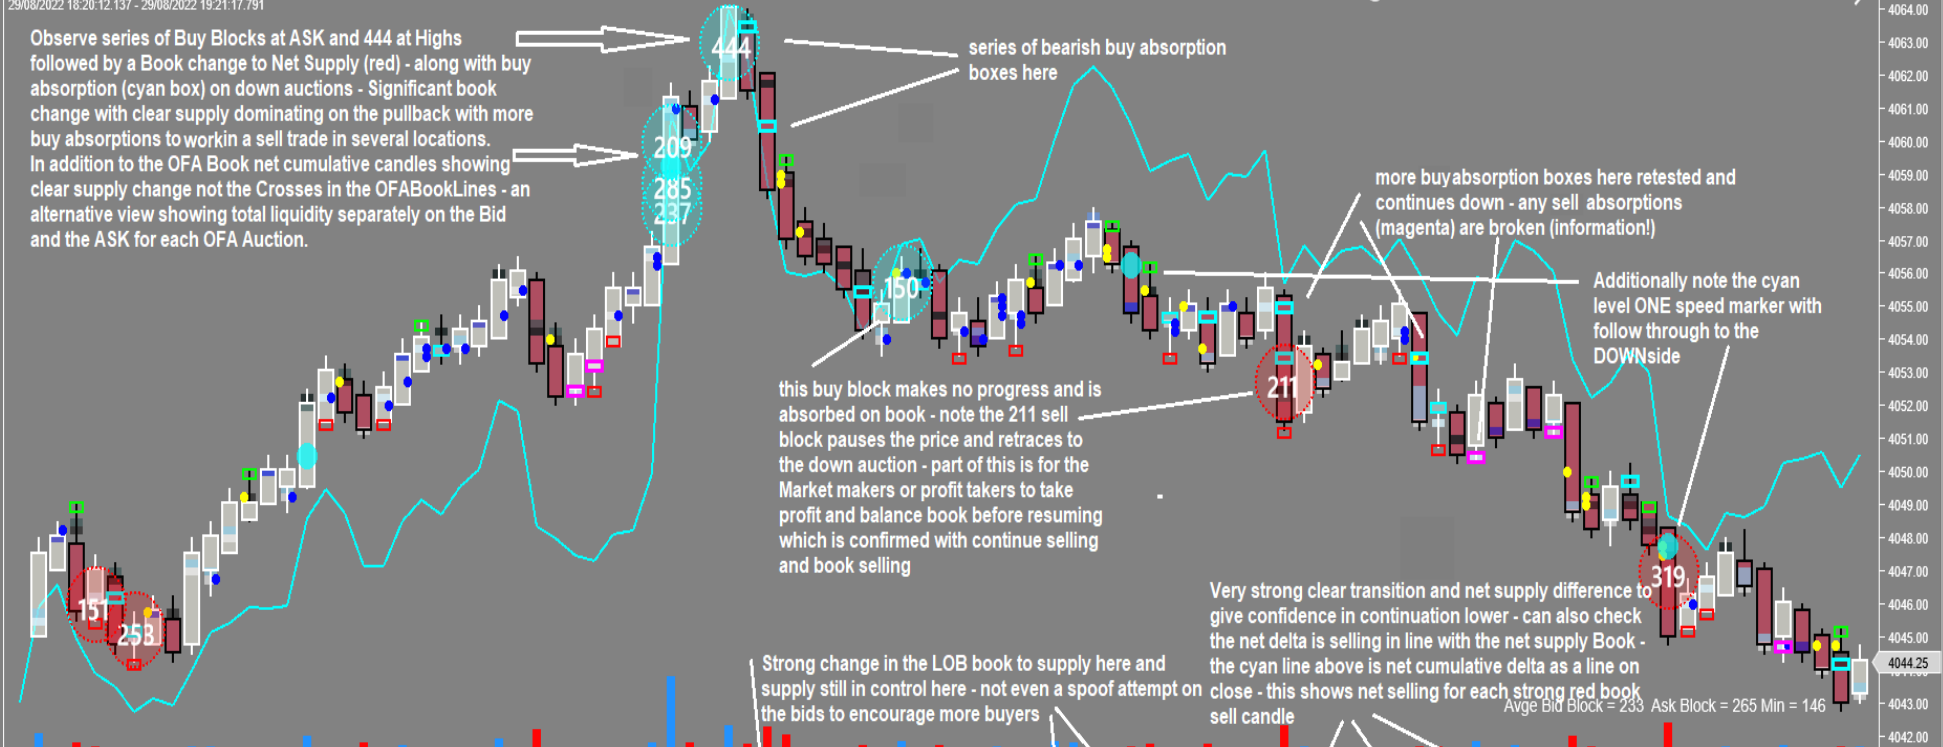 29/08/2022 18:20:12.137 - 29/08/2022 19:21:17.791
Observe series of Buy Blocks at ASK and 444 at Highs
followed by a Book change to Net Supply (red) - along with buy
absorption (cyan box) on down auctions - Significant book
change with clear supply dominating on the pullback with more
buy absorptions to workin a sell trade in several locations.
In addition to the OFA Book net cumulative candles showing
clear supply change not the Crosses in the OFABookLines - an
alternative view showing total liquidity separately on the Bid
and the ASK for each OFA Auction.
444
209
285
237
series of bearish buy absorption
boxes here
150
151
253
this buy block makes no progress and is
absorbed on book - note the 211 sell
block pauses the price and retraces to
the down auction - part of this is for the
Market makers or profit takers to take
profit and balance book before resuming
which is confirmed with continue selling
and book selling
211
more buyabsorption boxes here retested and
continues down - any sell absorptions
(magenta) are broken (information!)
Additionally note the cyan
level ONE speed marker with
follow through to the
DOWNside
319
Strong change in the LOB book to supply here and
supply still in control here - not even a spoof attempt on
the bids to encourage more buyers
Very strong clear transition and net supply difference to
give confidence in continuation lower - can also check
the net delta is selling in line with the net supply Book -
the cyan line above is net cumulative delta as a line on
close - this shows net selling for each strong red book
sell candle
Avge Bid Block = 233 Ask Block = 265 Min = 146
4064.00
4063.00
4062.00
4061.00
4060.00
4059.00
4058.00
4057.00
4056.00
4055.00
4054.00
4053.00
4052.00
4051.00
4050.00
4049.00
4048.00
4047.00
4046.00
4045.00
4044.25
4043.00
4042.00